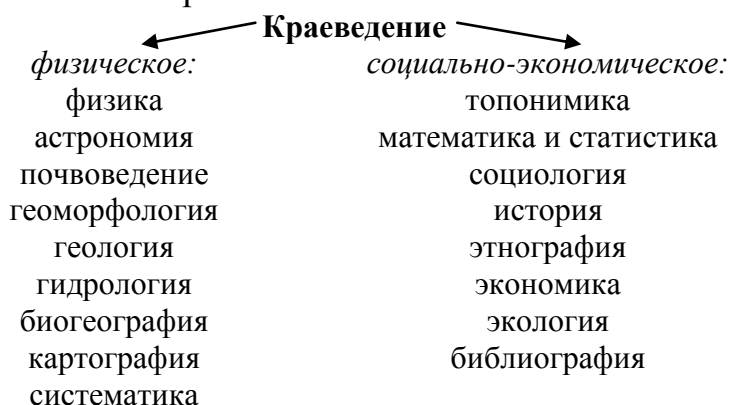 Краеведение
физическое:
физика
астрономия
почвоведение
геоморфология
геология
гидрология
биогеография
картография
систематика
социально-экономическое:
топонимика
математика и статистика
социология
история
этнография
экономика
экология
библиография